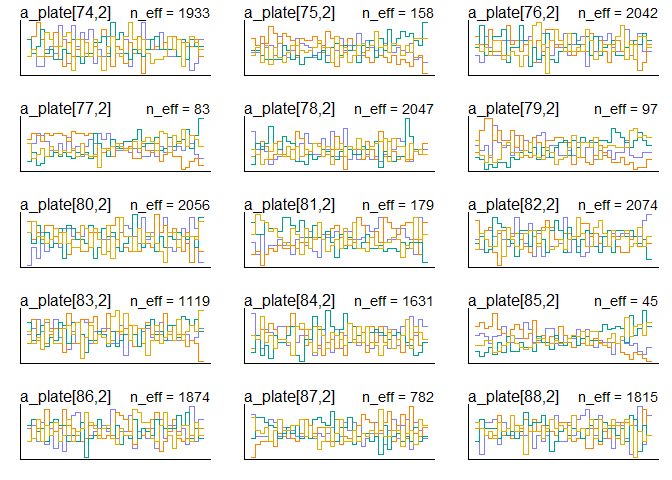 a_plate[74,2] n_eff = 1933 a_plate[75,2] n_eff = 158 a_plate[76,2] n_eff = 2042
a_plate[77,2] n_eff = 83 a_plate[78,2] n_eff = 2047 a_plate[79,2] n_eff = 97
a_plate[80,2] n_eff = 2056 a_plate[81,2] n_eff = 179 a_plate[82,2] n_eff = 2074
a_plate[83,2] n_eff = 1119 a_plate[84,2] n_eff = 1631 a_plate[85,2] n_eff = 45
a_plate[86,2] n_eff = 1874 a_plate[87,2] n_eff = 782 a_plate[88,2] n_eff = 1815